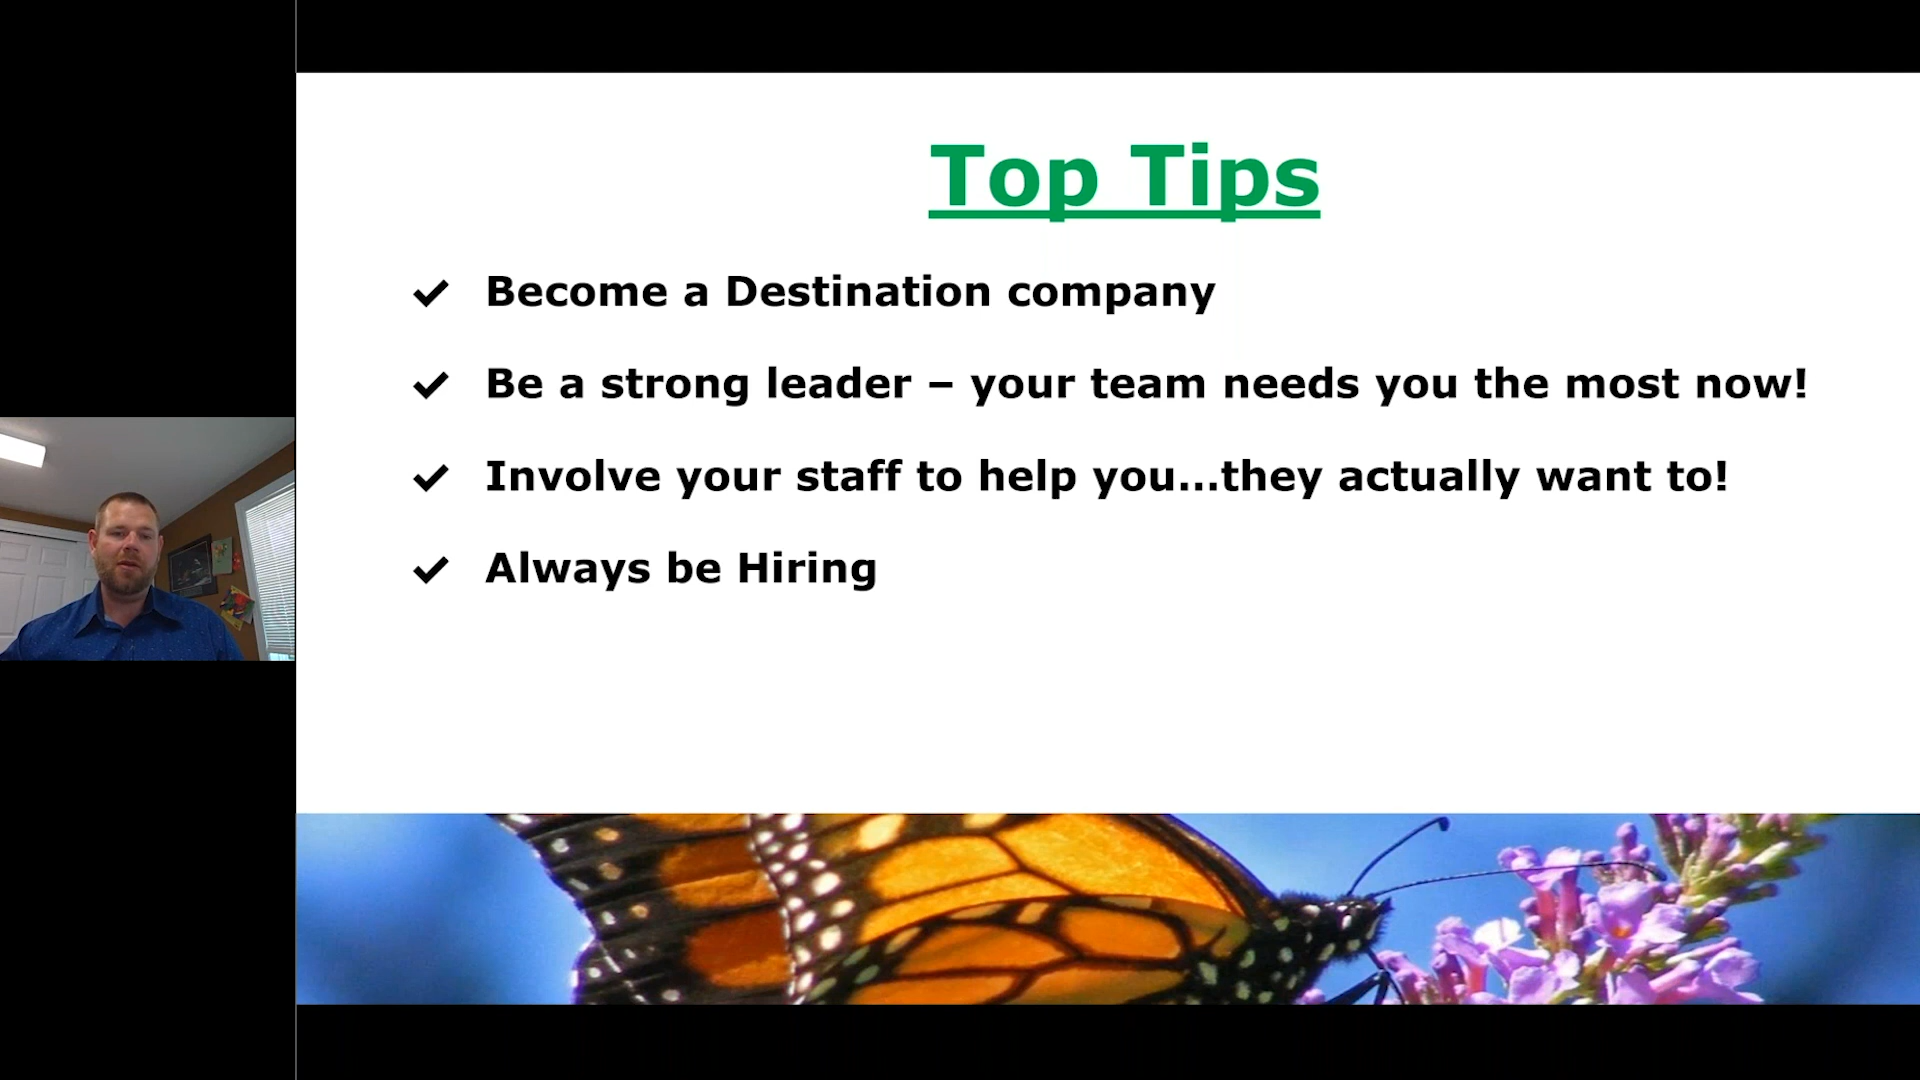 Top Tips
Become a Destination company
Be a strong leader – your team needs you the most now!
Involve your staff to help you...they actually want to!
Always be Hiring